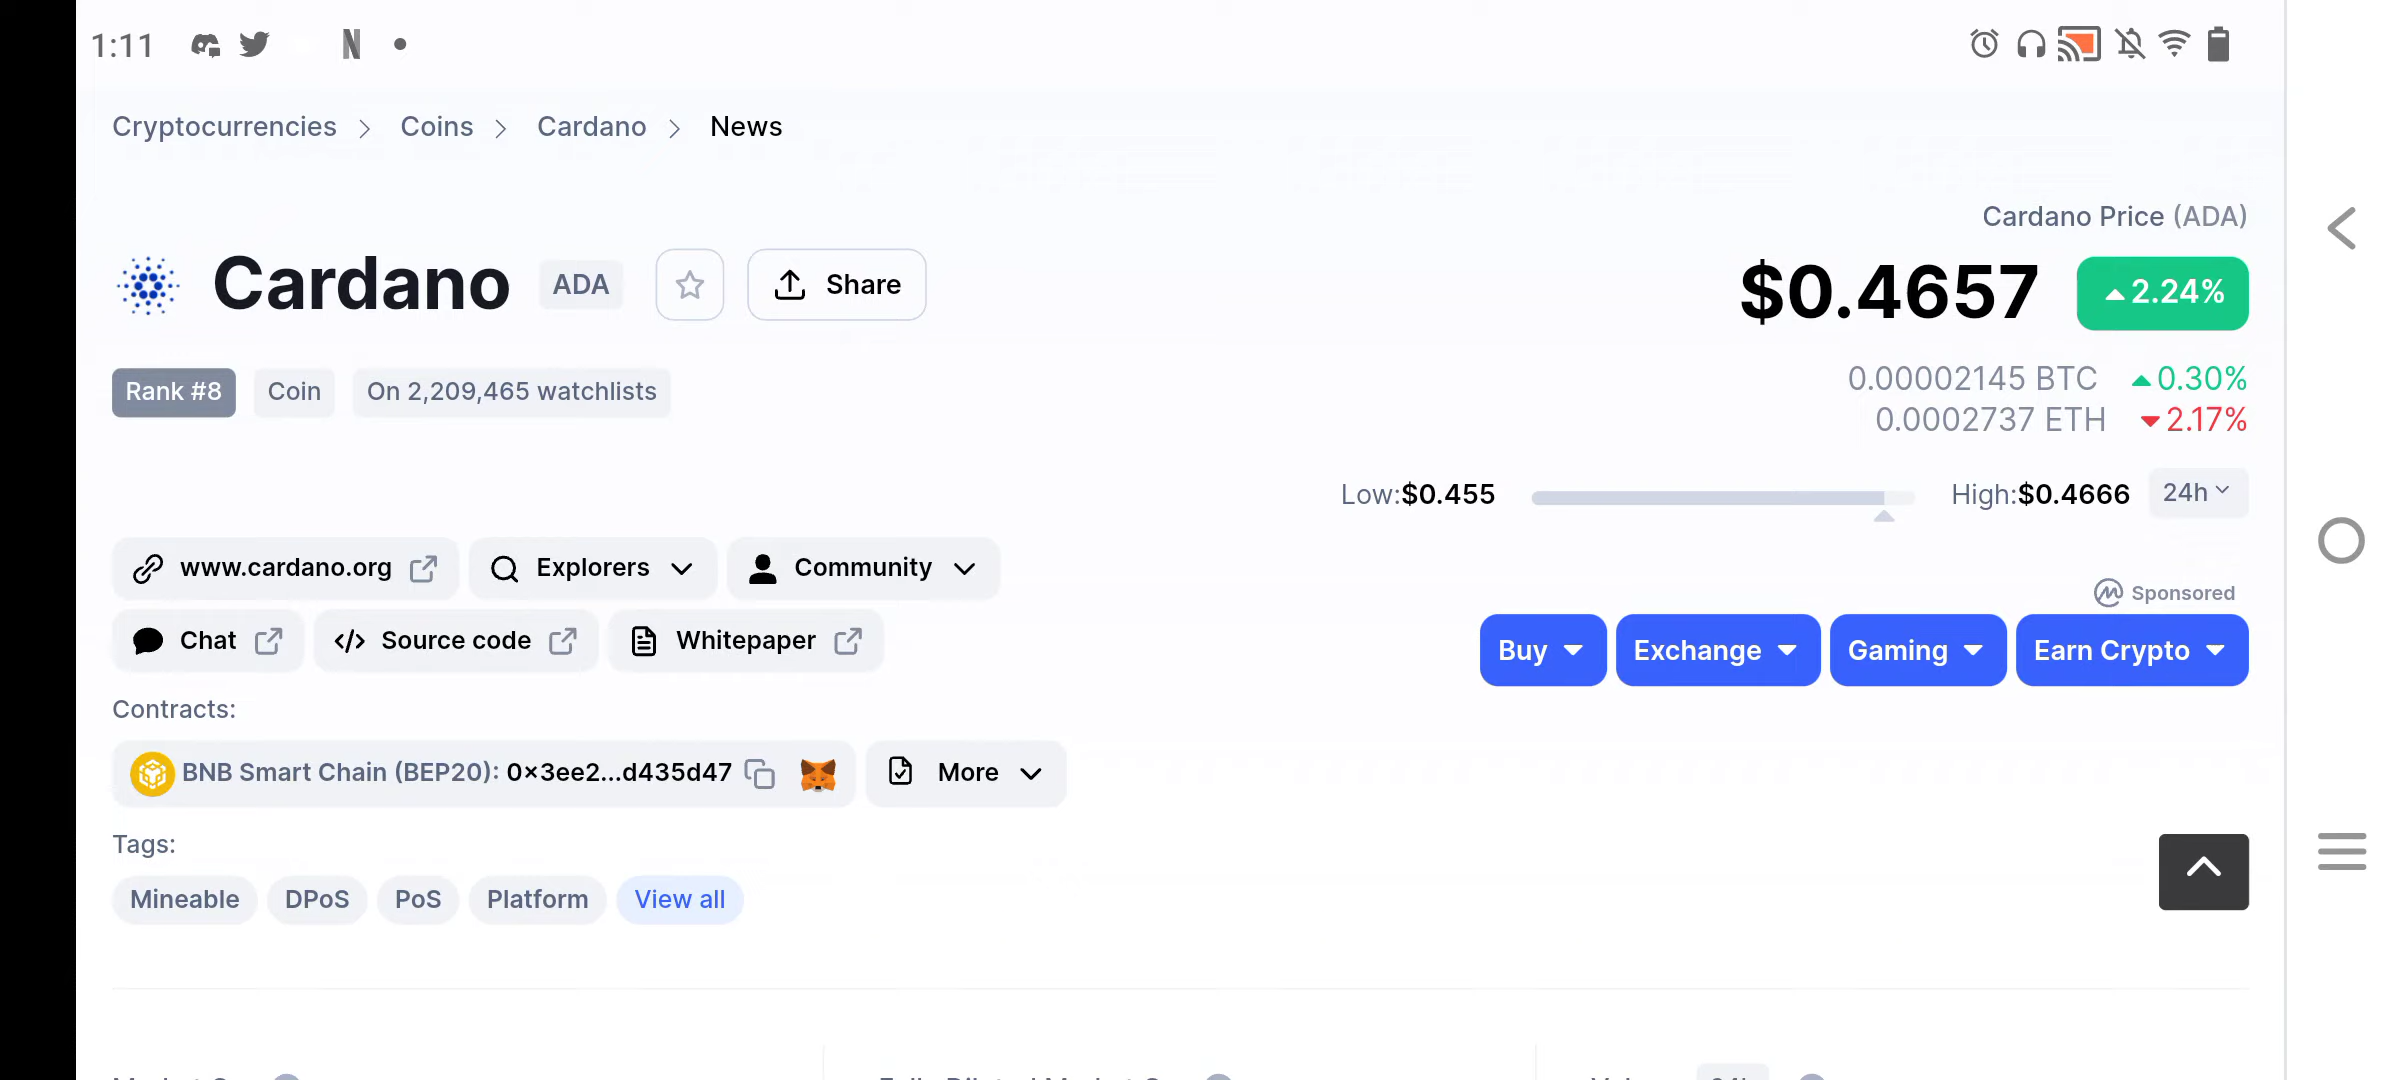 1:11
Cryptocurrencies > Coins > Cardano > News
Cardano Price (ADA)
Cardano ADA Share
$0.4657 2.24%
Rank #8 Coin On 2,209,465 watchlists
0.00002145 BTC 0.30%
0.0002737 ETH 2.17%
Low:$0.455 High:$0.4666 24h
www.cardano.org Explorers Community
Sponsored
Chat Source code Whitepaper
Buy Exchange Gaming Earn Crypto
Contracts:
BNB Smart Chain (BEP20): 0x3ee2...d435d47 More
Tags:
Mineable DPoS PoS Platform View all